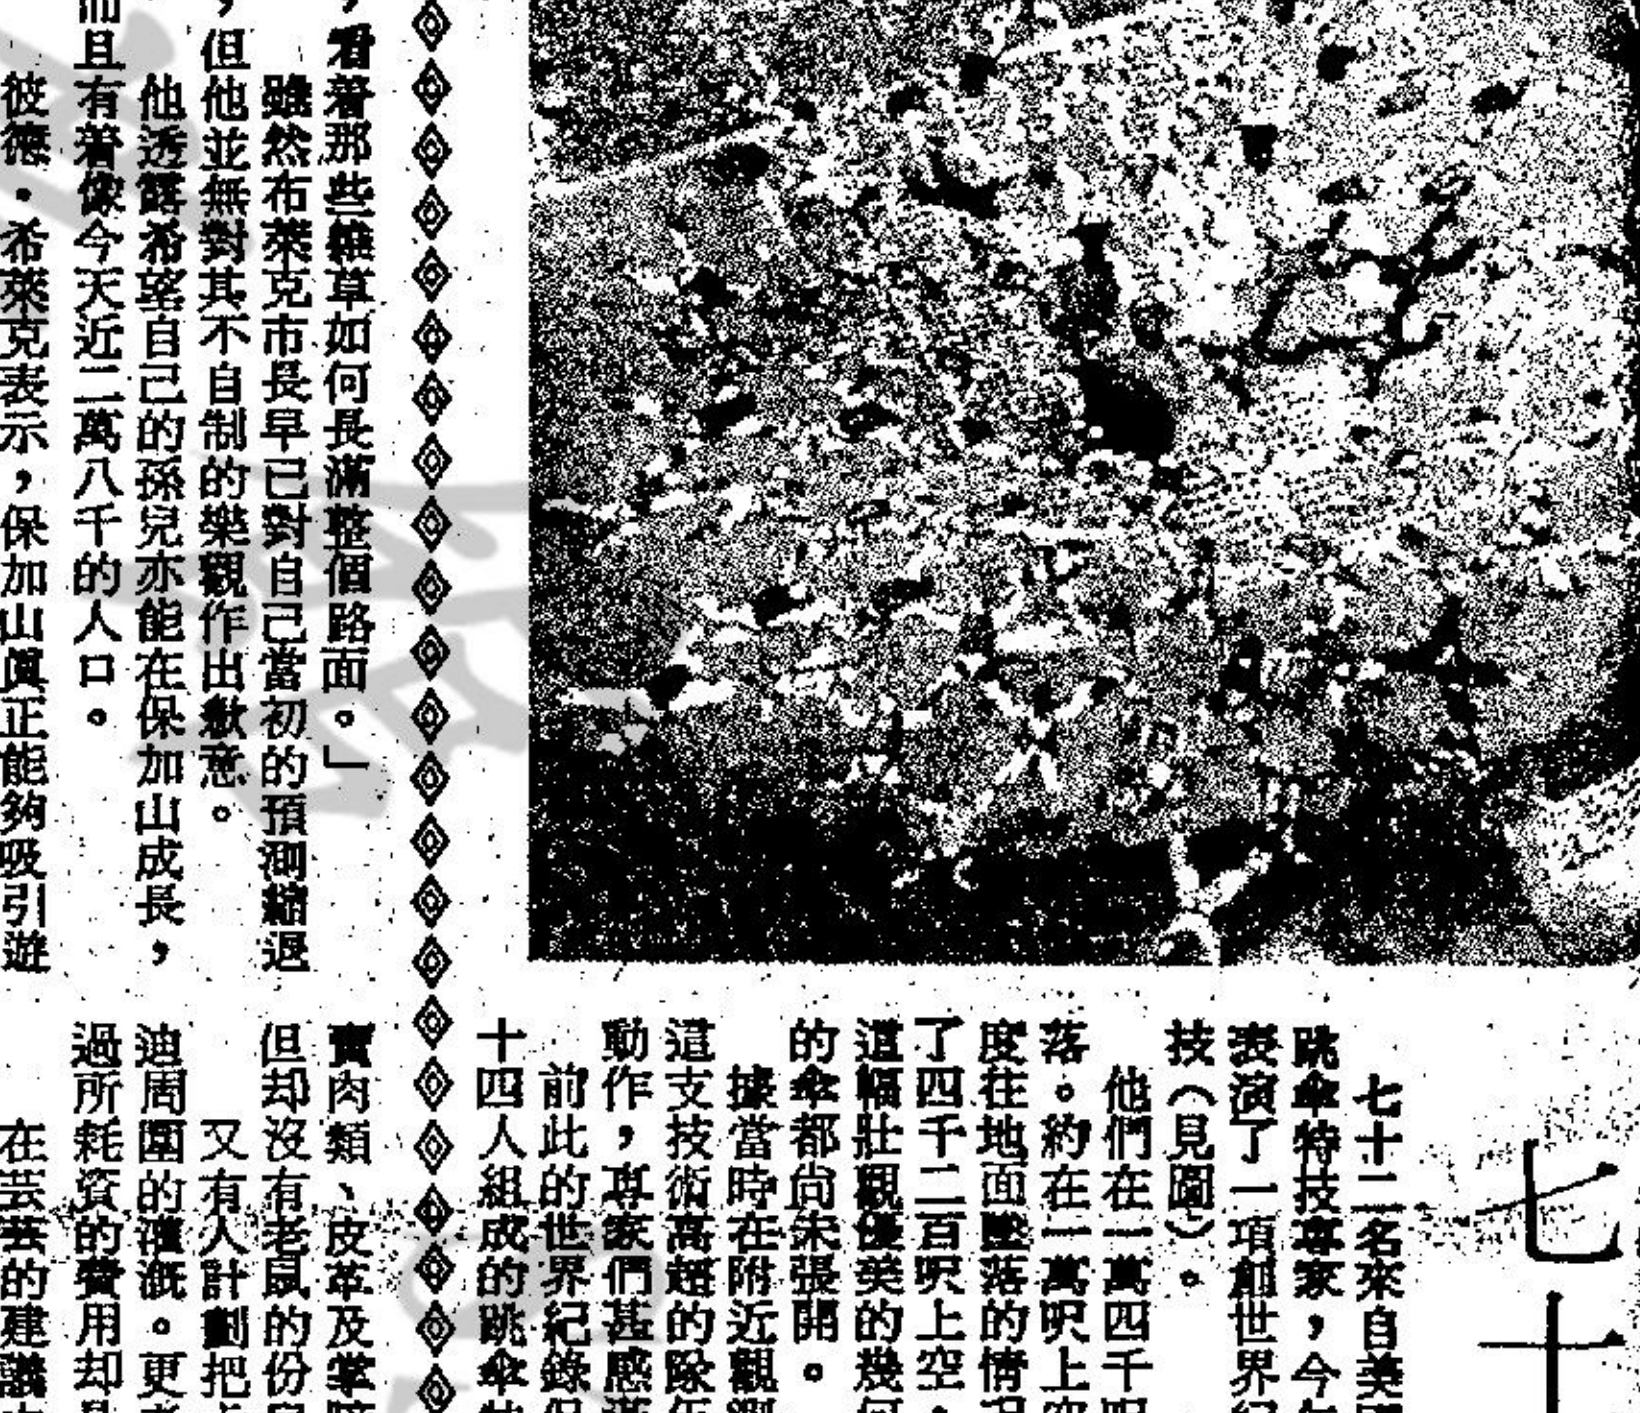 七十
七十二名來自美
跳傘特技專家，今
表演了一項創世界紀
技（見圖）。
他們在一萬四千呎
落。約在一萬呎上空
度往地面墜落的情況
了四千二百呎上空，
這幅壯觀優美的幾何
的傘都尚未張開。
據當時在附近觀測
這支技術高超的隊伍
動作，專家們甚感滿
前此的世界紀錄保
十四人組成的跳傘
，看着那些雜草如何長滿整個路面。」
雖然布萊克市長早已對自己當初的預測縮退
，但他並無對其不自制的樂觀作出歉意。
他透露希望自己的孫兒亦能在保加山成長，
而且有着像今天近二萬八千的人口。
彼德·希萊克表示，保加山眞正能夠吸引遊
賣肉類、皮革及掌
但却沒有老鼠的份
又有人計劃把
迪周圍的灌漑。更
過所耗資的費用却
在芸芸的建議